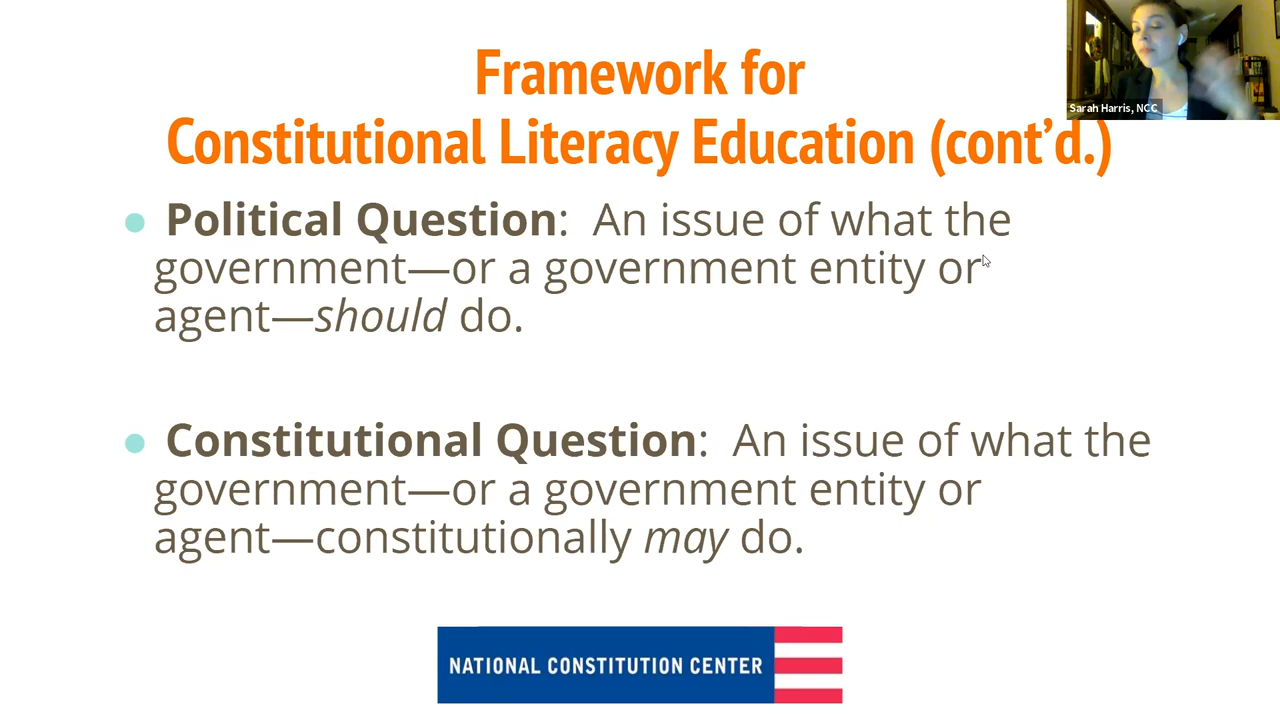 Framework for
Constitutional Literacy Education (cont’d.)
Sarah Harris, NCC
● Political Question: An issue of what the
government—or a government entity or
agent—should do.
● Constitutional Question: An issue of what the
government—or a government entity or
agent—constitutionally may do.
NATIONAL CONSTITUTION CENTER